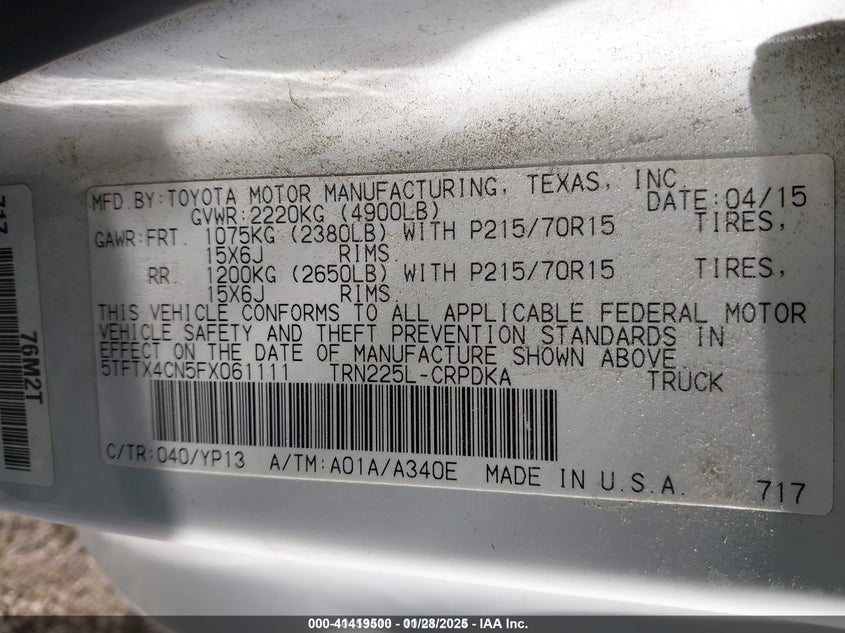 MFD.BY:TOYOTA MOTOR MANUFACTURING, TEXAS, INC.
GVWR:2220KG (4900LB) DATE:04/15
GAWR:FRT. 1075KG (2380LB) WITH P215/70R15 TIRES,
15X6J RIMS.
RR. 1200KG (2650LB) WITH P215/70R15 TIRES,
15X6J RIMS.
THIS VEHICLE CONFORMS TO ALL APPLICABLE FEDERAL MOTOR
VEHICLE SAFETY AND THEFT PREVENTION STANDARDS IN
EFFECT ON THE DATE OF MANUFACTURE SHOWN ABOVE.
5TFTX4CN5FX061111 TRN225L-CRPDKA TRUCK
C/TR:040/YP13 A/TM:A01A/A340E MADE IN U.S.A. 717
717
76M2T
000-41419500 - 01/28/2025 - IAA Inc.